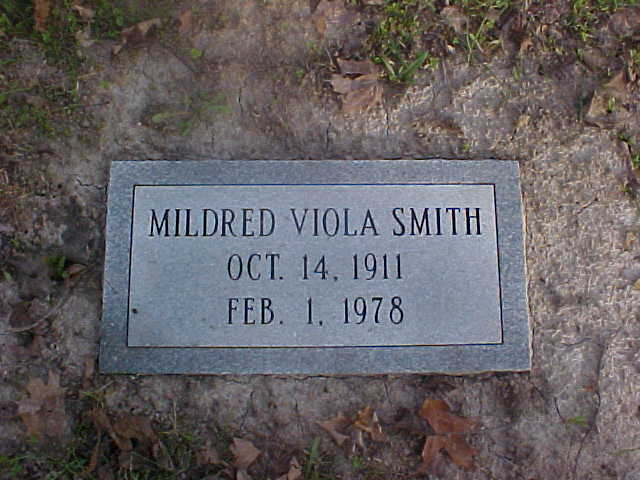 MILDRED VIOLA SMITH
OCT. 14, 1911
FEB. 1, 1978